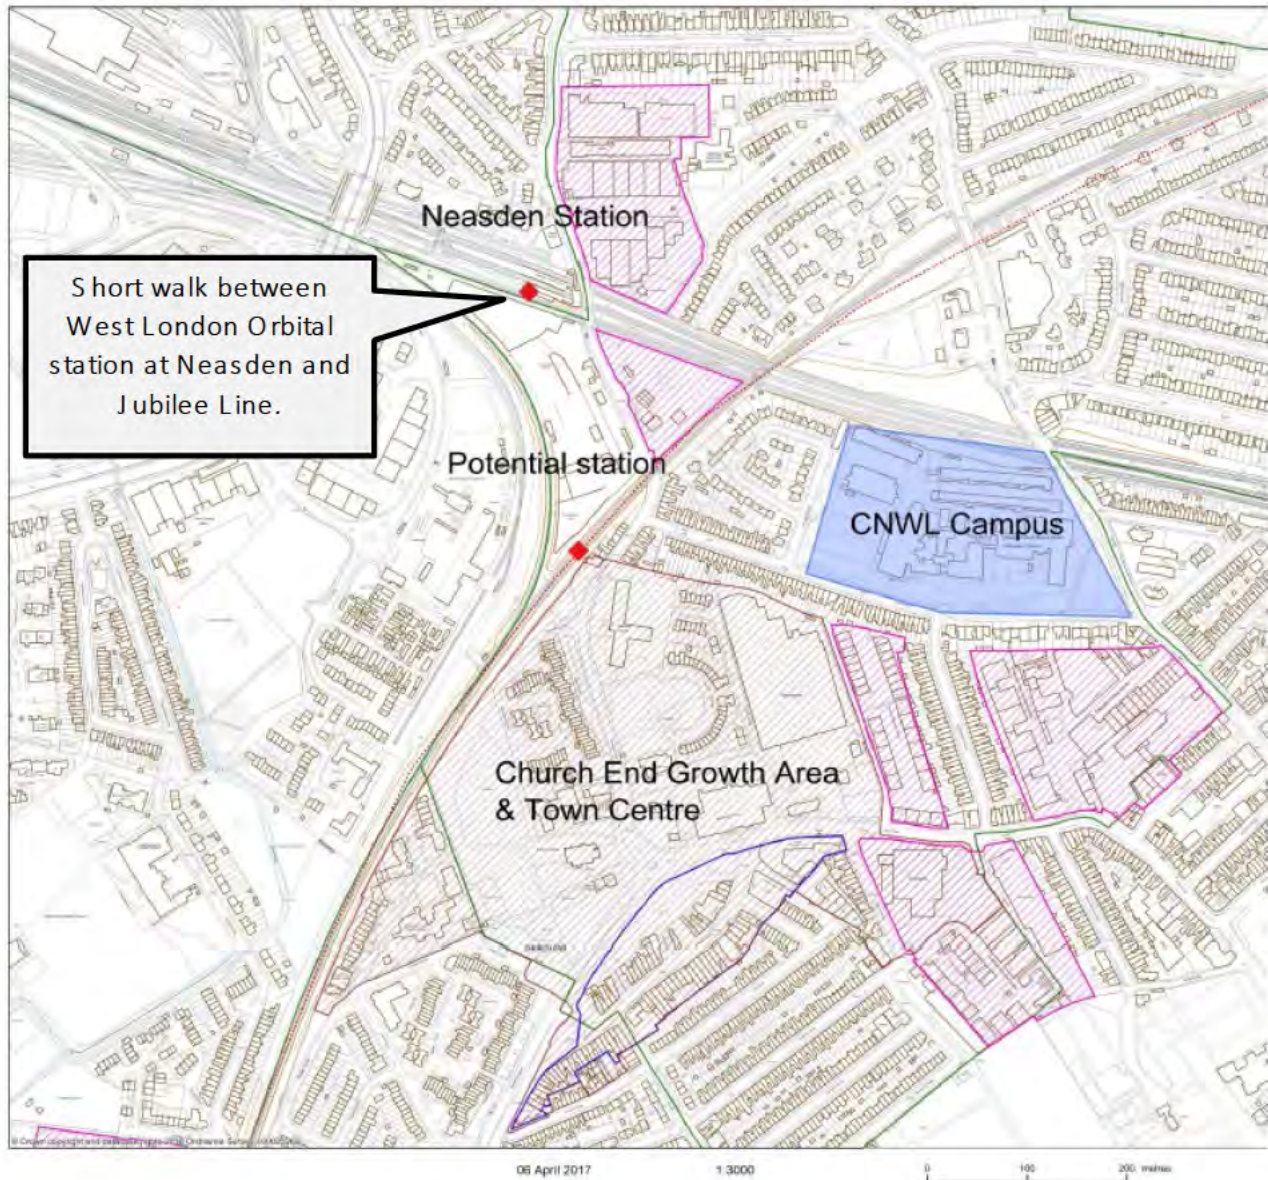 Neasden Station
Short walk between
West London Orbital
station at Neasden and
Jubilee Line.
Potential station
CNWL Campus
Church End Growth Area
& Town Centre
06 April 2017
1:3000
0
100
200
metres